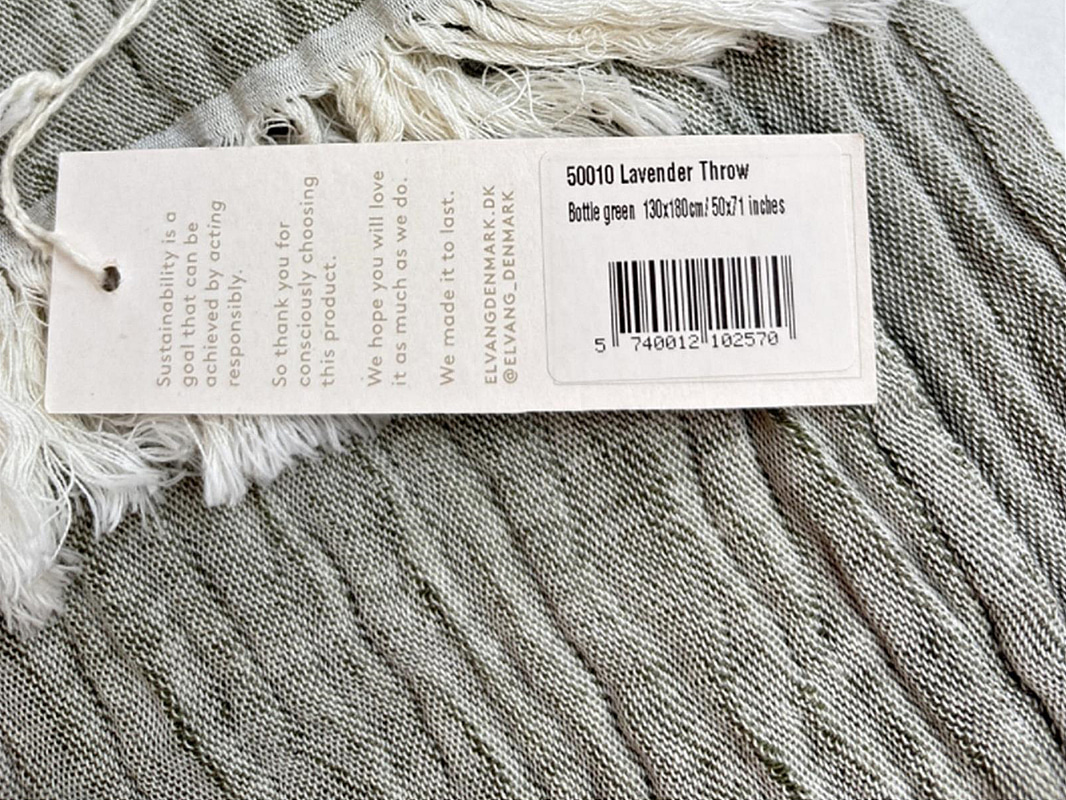 Sustainability is a
goal that can be
achieved by acting
responsibly.
So thank you for
consciously choosing
this product.
We hope you will love
it as much as we do.
We made it to last.
ELVANGDENMARK.DK
@ELVANG_DENMARK
50010 Lavender Throw
Bottle green 130x180cm/ 50x71 inches
5 740012 102570